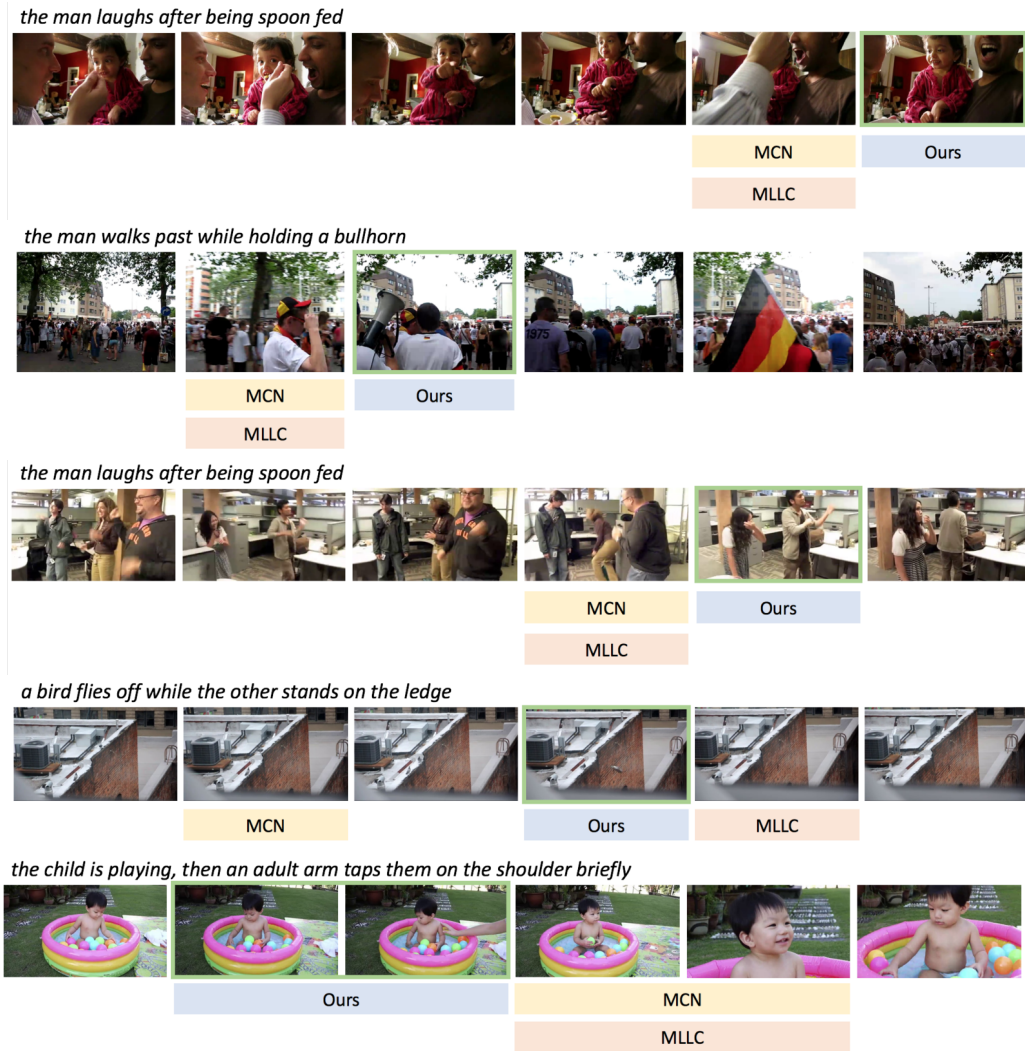 the man laughs after being spoon fed
MCN
Ours
MLLC
the man walks past while holding a bullhorn
1975
MCN
Ours
MLLC
the man laughs after being spoon fed
MCN
Ours
MLLC
a bird flies off while the other stands on the ledge
MCN
Ours
MLLC
the child is playing, then an adult arm taps them on the shoulder briefly
Ours
MCN
MLLC